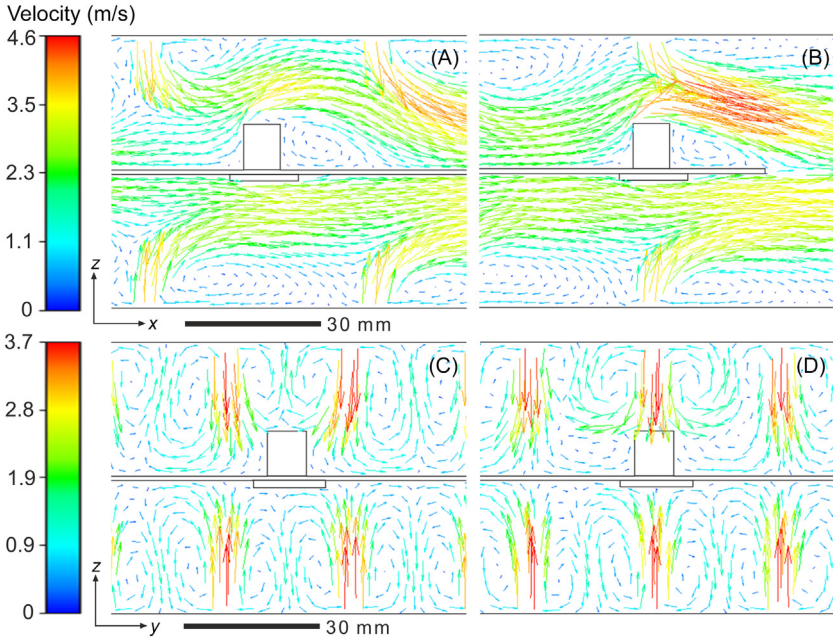 Velocity (m/s)
4.6
3.5
2.3
1.1
0
(A)
(B)
z
x
30 mm
3.7
2.8
1.9
0.9
0
(C)
(D)
z
y
30 mm